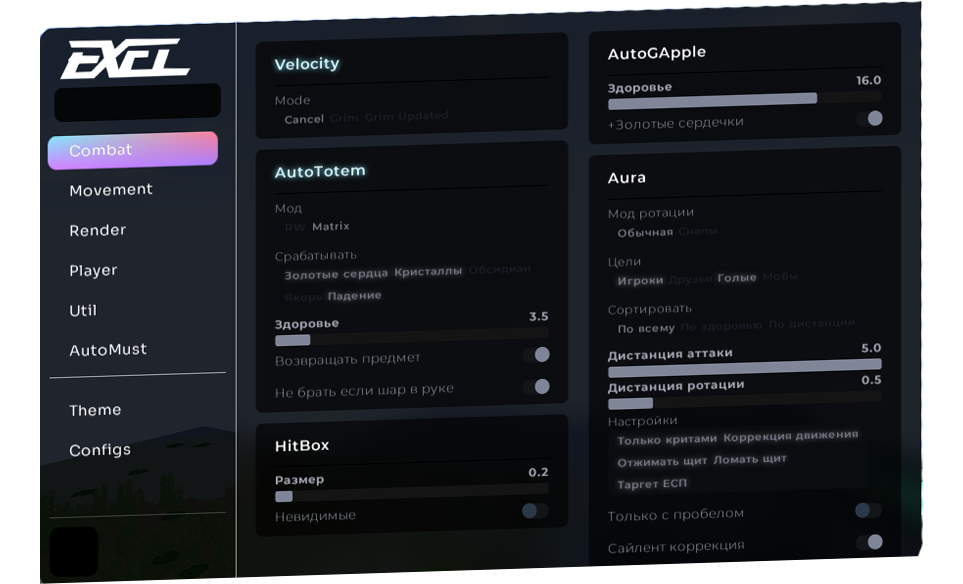 EXEL
Combat
Movement
Render
Player
Util
AutoMust
Theme
Configs
Velocity
Mode
Cancel Grim Grim Updated
AutoTotem
Мод
RW Matrix
Срабатывать
Золотые сердца Кристаллы Обсидиан
Якорь Падение
Здоровье 3.5
Возвращать предмет
Не брать если шар в руке
HitBox
Размер 0.2
Невидимые
AutoGApple
Здоровье 16.0
+Золотые сердечки
Aura
Мод ротации
Обычная Снапы
Цели
Игроки Друзья Голые Мобы
Сортировать
По всему По здоровью По дистанции
Дистанция аттаки 5.0
Дистанция ротации 0.5
Настройки
Только критами Коррекция движения
Отжимать щит Ломать щит
Таргет ЕСП
Только с пробелом
Сайлент коррекция